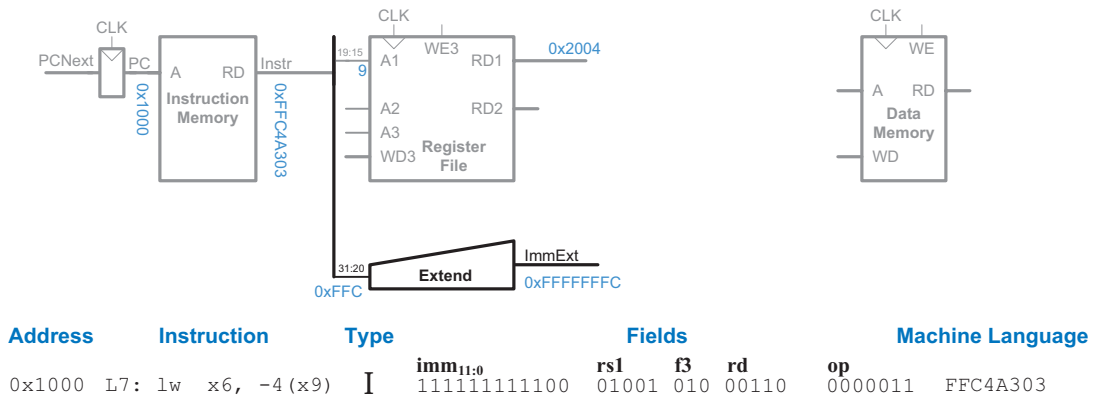 CLK CLK CLK
PCNext PC A RD Instr 19:15 A1 WE3 RD1 0x2004 WE
9
0x1000 Instruction Memory 0xFFC4A303 A2 RD2 A RD
A3 Data Memory
WD3 Register File WD
ImmExt
31:20 Extend
0xFFC 0xFFFFFFFC
Address Instruction Type Fields Machine Language
imm11:0 rs1 f3 rd op
0x1000 L7: lw x6, -4(x9) I 111111111100 01001 010 00110 0000011 FFC4A303